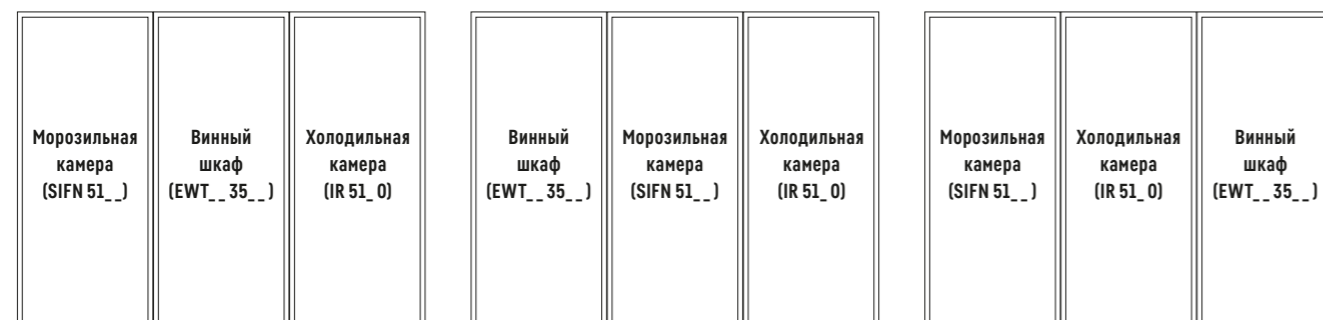 Морозильная
камера
(SIFN 51_ _)
Винный
шкаф
(EWT_ _ 35_ _)
Холодильная
камера
(IR 51_ 0)
Винный
шкаф
(EWT_ _ 35_ _)
Морозильная
камера
(SIFN 51_ _)
Холодильная
камера
(IR 51_ 0)
Морозильная
камера
(SIFN 51_ _)
Холодильная
камера
(IR 51_ 0)
Винный
шкаф
(EWT_ _ 35_ _)